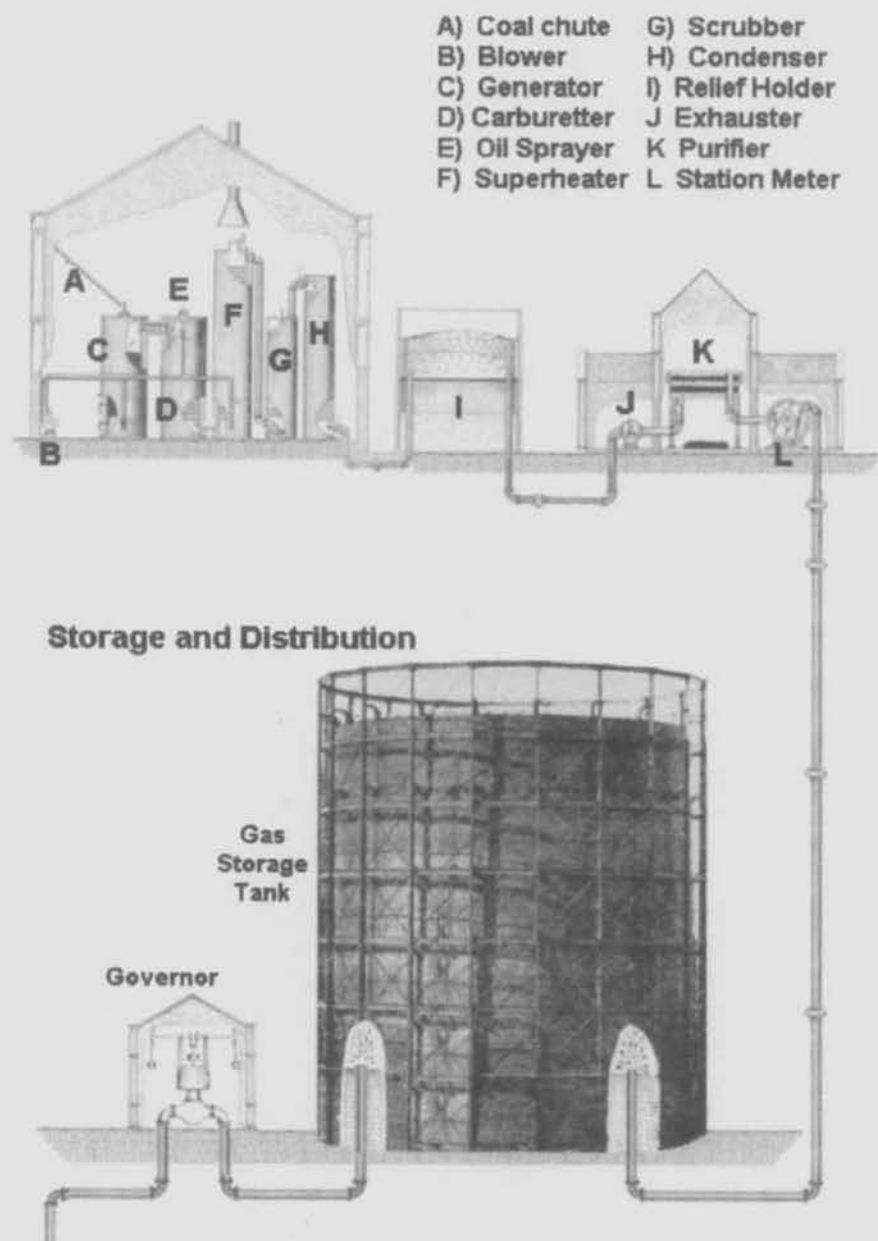 A) Coal chute G) Scrubber
B) Blower H) Condenser
C) Generator I) Relief Holder
D) Carburetter J Exhauster
E) Oil Sprayer K Purifier
F) Superheater L Station Meter
A
E
F
C
G
H
D
B
I
J
K
L
Storage and Distribution
Gas
Storage
Tank
Governor